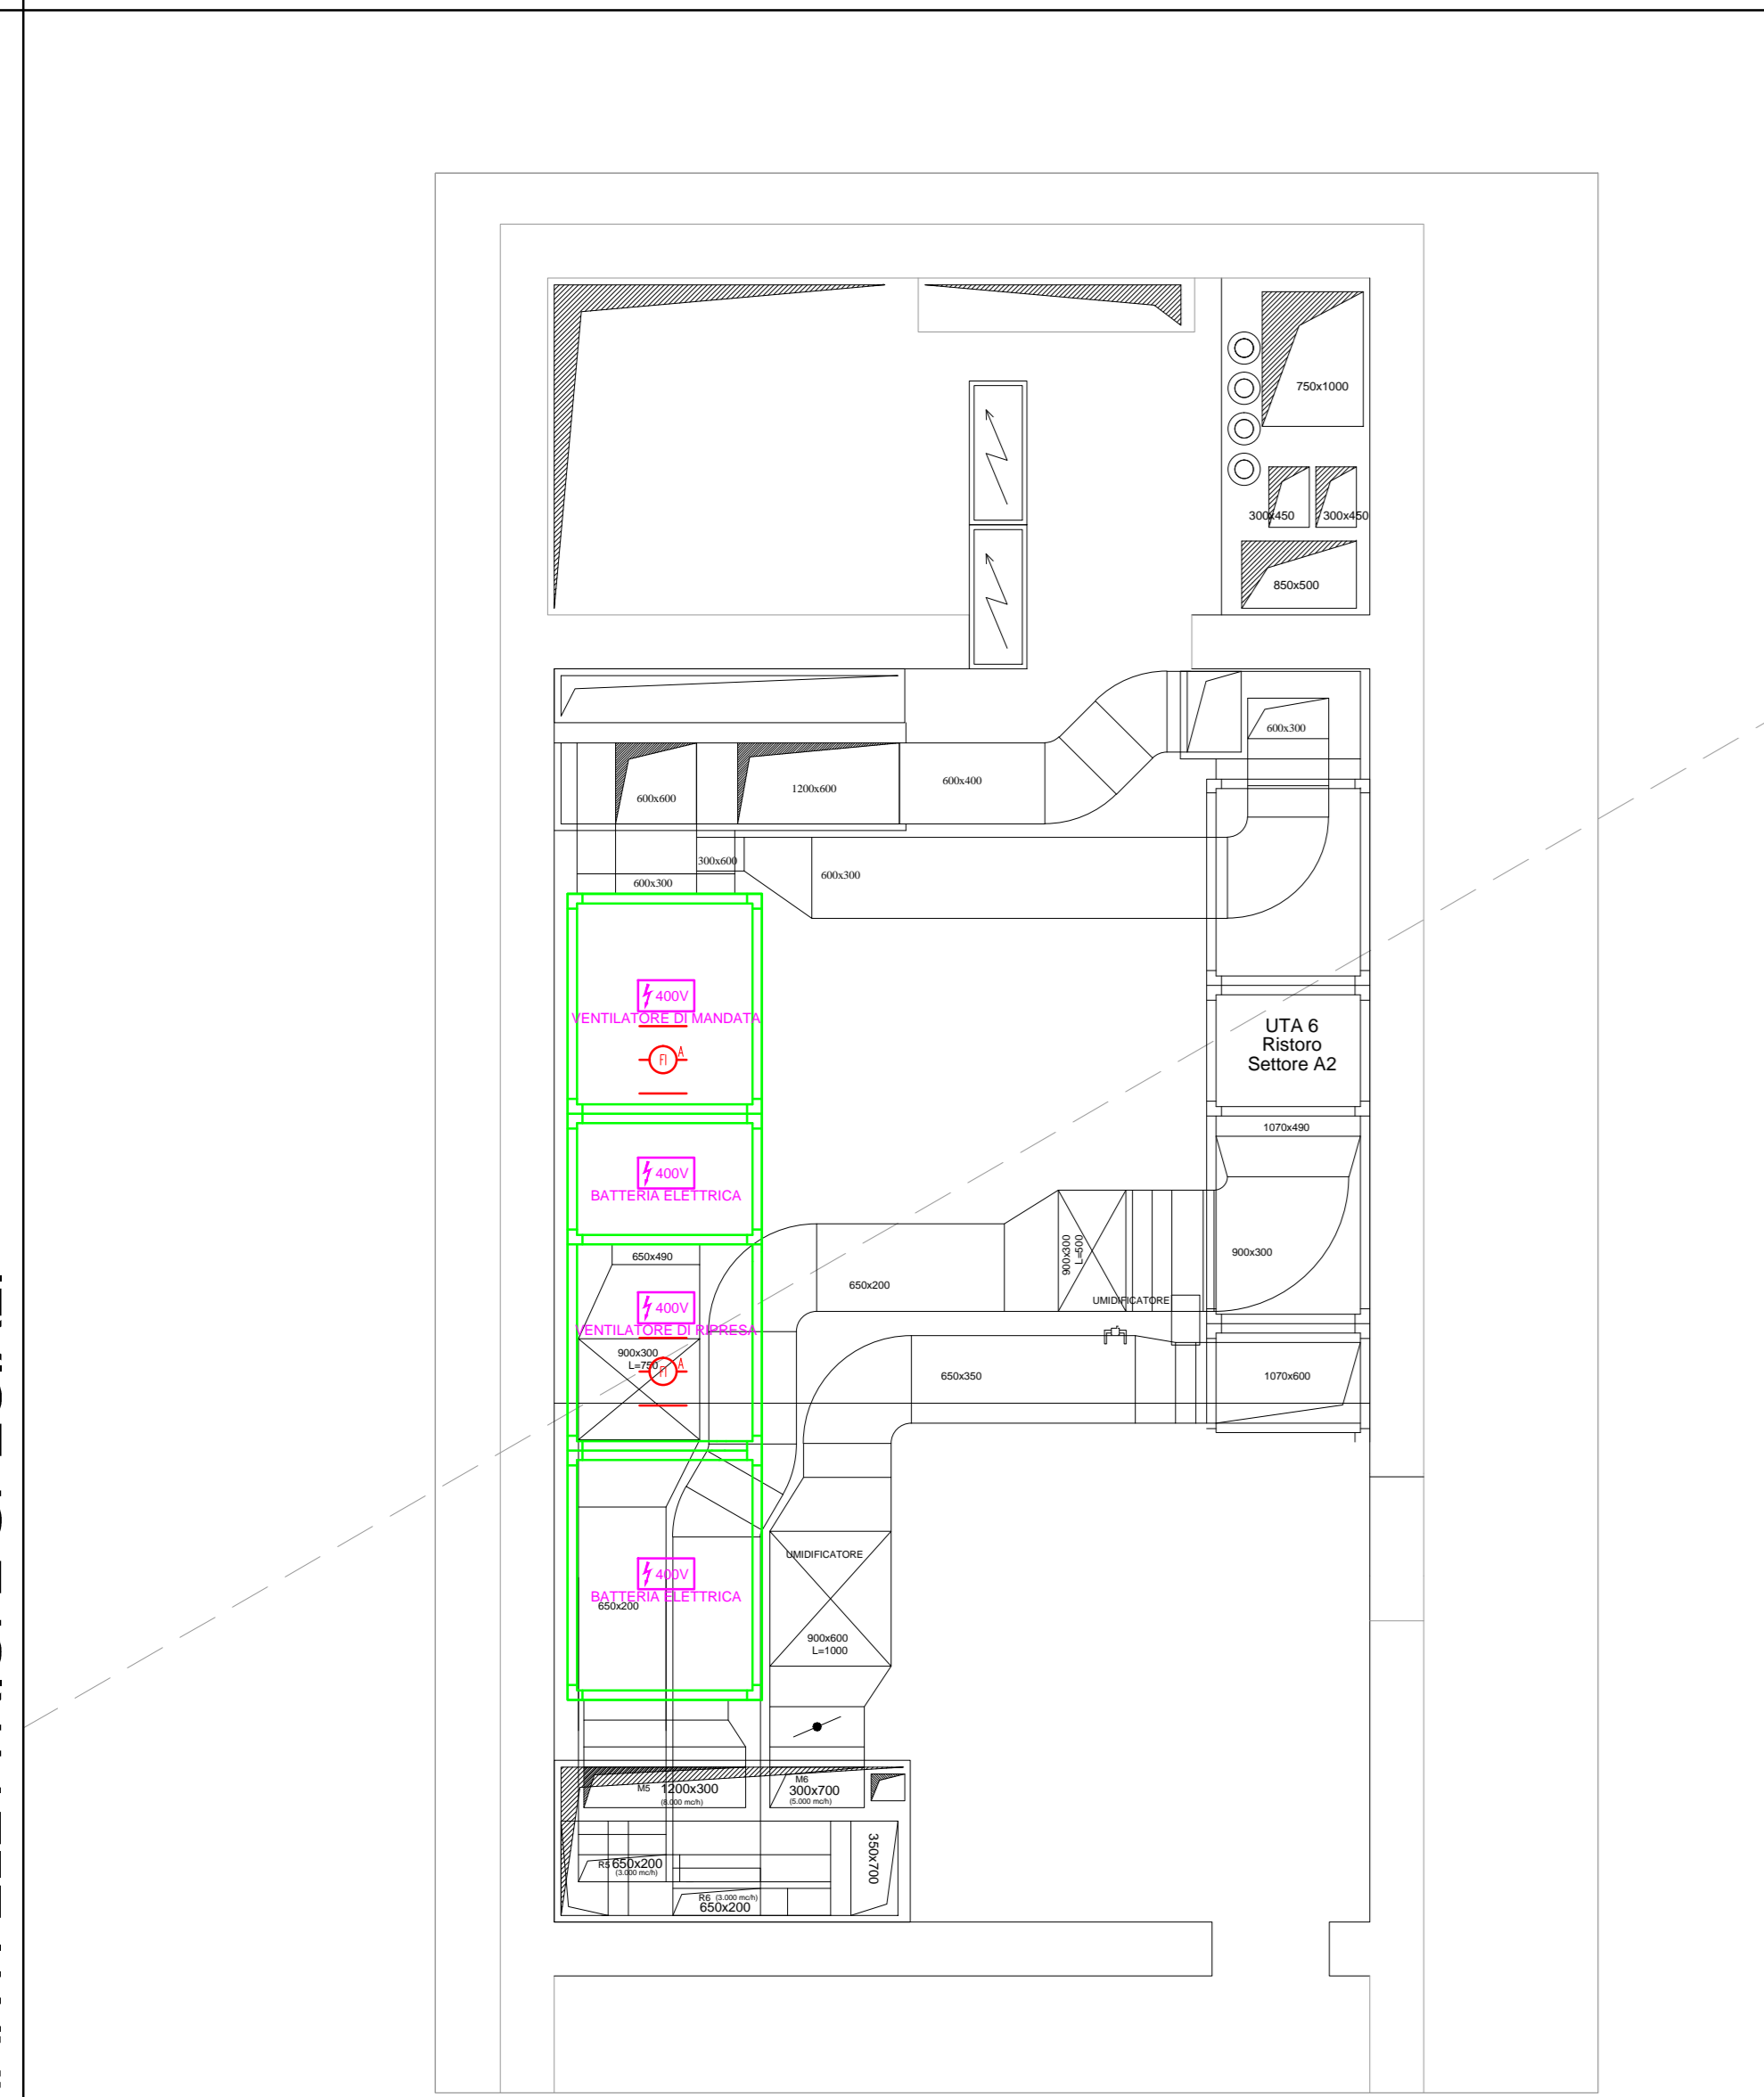 750x1000
300x450
300x450
850x500
600x300
600x400
1200x600
600x600
300x600
600x300
600x300
400V
VENTILATORE DI MANDATA
FI
A
UTA 6
Ristoro
Settore A2
1070x490
400V
BATTERIA ELETTRICA
650x490
900x300
L=500
900x300
650x200
UMIDIFICATORE
400V
VENTILATORE DI RIPRESA
900x300
L=750
FI
A
650x350
1070x600
UMIDIFICATORE
400V
BATTERIA ELETTRICA
650x200
900x600
L=1000
M5 1200x300
(8.000 mc/h)
M6
300x700
(5.000 mc/h)
350x700
R5 650x200
(3.000 mc/h)
R6 (3.000 mc/h)
650x200